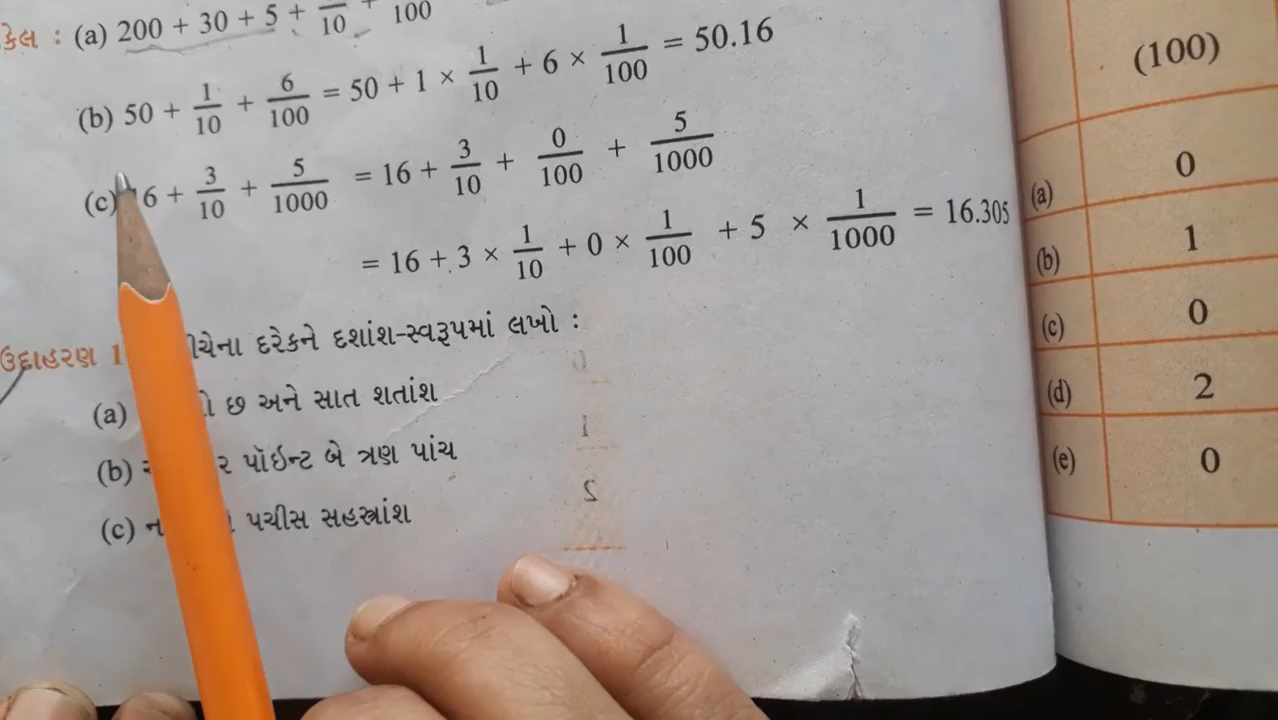 કેલ : (a) 200 + 30 + 5 + /10 + /100
(b) 50 + 1/10 + 6/100 = 50 + 1 × 1/10 + 6 × 1/100 = 50.16
(c) 16 + 3/10 + 5/1000 = 16 + 3/10 + 0/100 + 5/1000
= 16 + 3 × 1/10 + 0 × 1/100 + 5 × 1/1000 = 16.305
ઉદાહરણ 1 નીચેના દરેકને દશાંશ-સ્વરૂપમાં લખો :
(a) છ અને સાત શતાંશ
(b) પૉઇન્ટ બે ત્રણ પાંચ
(c) પચીસ સહસ્ત્રાંશ
(100)
(a) 0
(b) 1
(c) 0
(d) 2
(e) 0